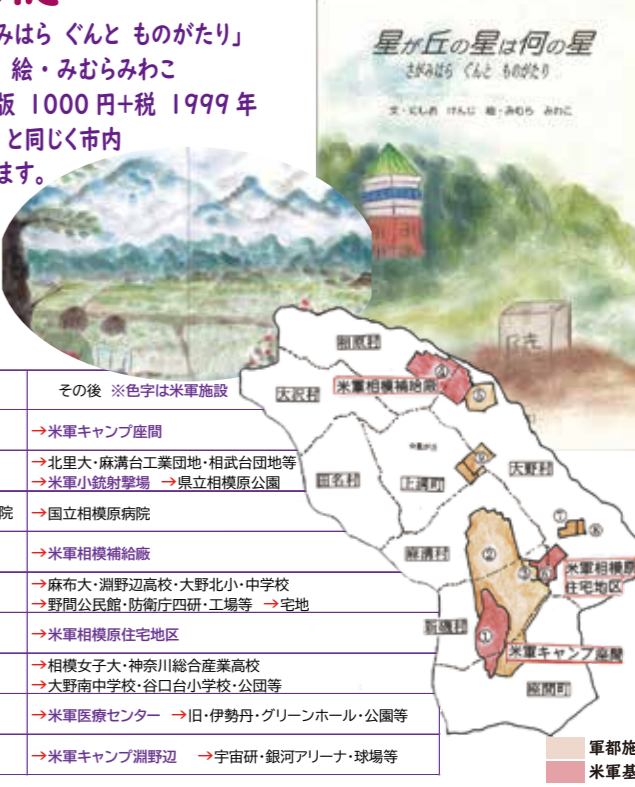 みはら ぐんと ものがたり」
絵・みむらみわこ
版 1000円+税 1999年
と同じく市内
ます。
星が丘の星は何の星
さがみはら ぐんと ものがたり
文・にしめ けんじ 絵・みむら みわこ
その後 ※色字は米軍施設
→米軍キャンプ座間
→北里大・麻溝台工業団地・相武台団地等
→米軍小銃射撃場 →県立相模原公園
院 →国立相模原病院
→米軍相模補給廠
→麻布大・淵野辺高校・大野北小・中学校
→野間公民館・防衛庁四研・工場等 →宅地
→米軍相模原住宅地区
→相模女子大・神奈川総合産業高校
→大野南中学校・谷口台小学校・公団等
→米軍医療センター →旧・伊勢丹・グリーンホール・公園等
→米軍キャンプ淵野辺 →宇宙研・銀河アリーナ・球場等
相原村
④
大沢村
米軍相模補給廠
⑤
⑨
大野村
田名村
上溝町
⑦
⑧
麻溝村
②
③
米軍相模原
住宅地区
新磯村
①
米軍キャンプ座間
座間町
軍都施
米軍基